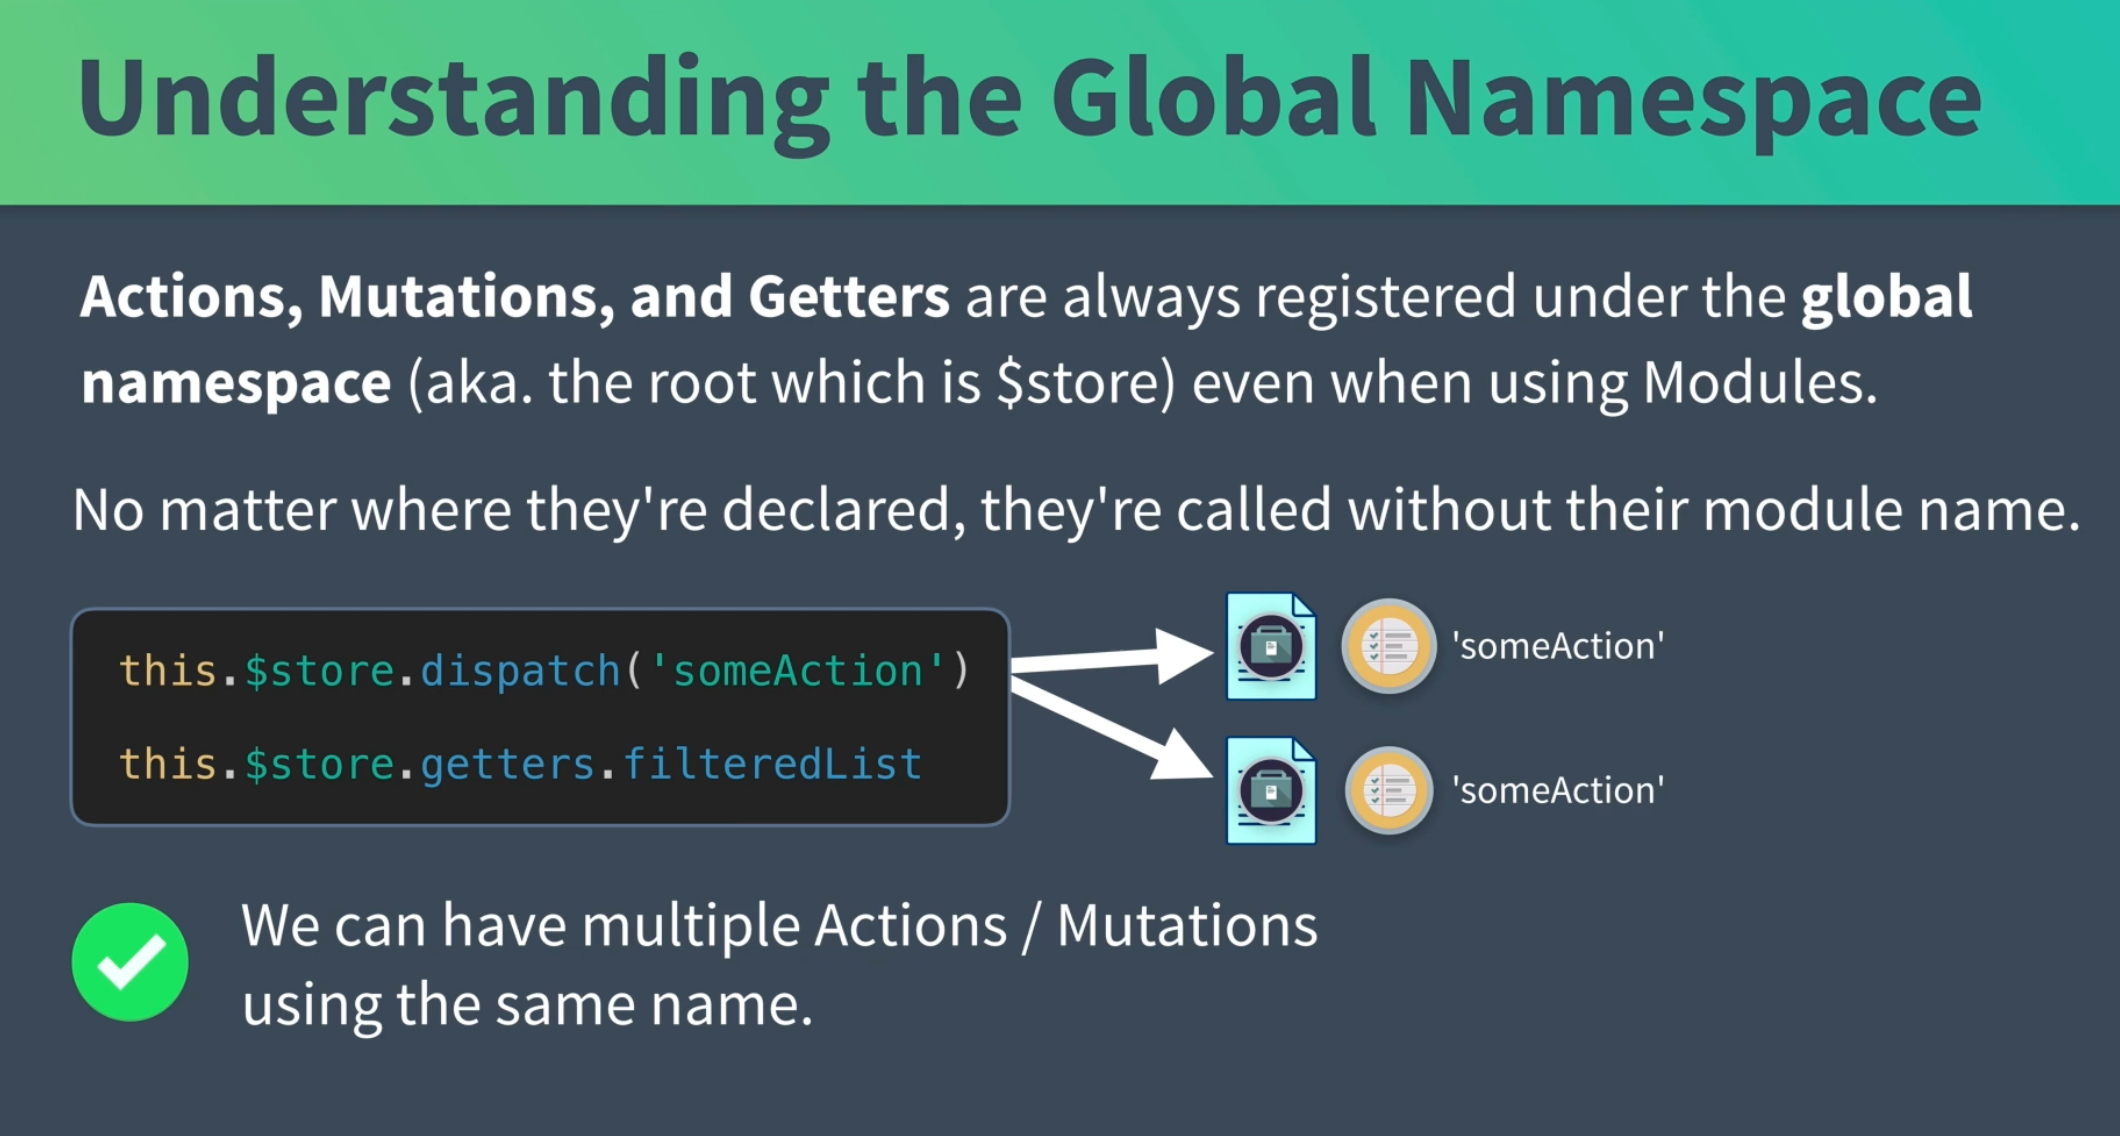 Understanding the Global Namespace
Actions, Mutations, and Getters are always registered under the global
namespace (aka. the root which is $store) even when using Modules.
No matter where they're declared, they're called without their module name.
this.$store.dispatch('someAction')
this.$store.getters.filteredList
'someAction'
'someAction'
We can have multiple Actions / Mutations
using the same name.